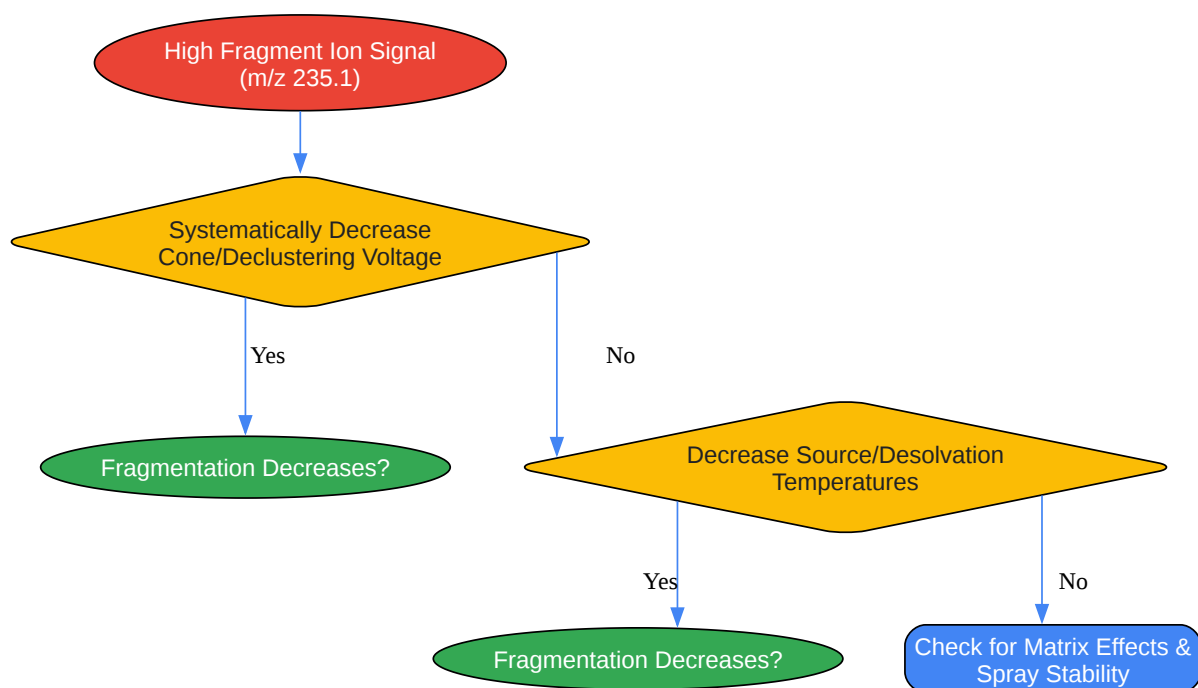 High Fragment Ion Signal
(m/z 235.1)
Systematically Decrease
Cone/Declustering Voltage
Yes
No
Fragmentation Decreases?
Decrease Source/Desolvation
Temperatures
Yes
No
Fragmentation Decreases?
Check for Matrix Effects &
Spray Stability